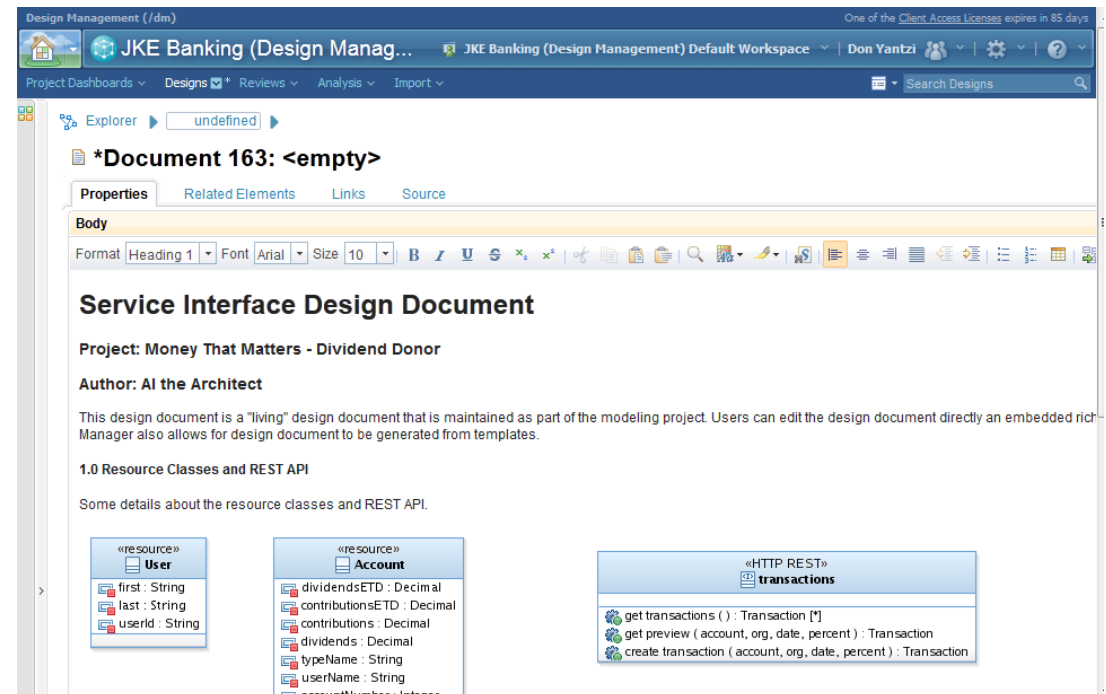 Design Management (/dm)
One of the Client Access Licenses expires in 85 days
JKE Banking (Design Manag...
JKE Banking (Design Management) Default Workspace
Don Yantzi
Project Dashboards
Designs
*
Reviews
Analysis
Import
Search Designs
Explorer
undefined
*Document 163: <empty>
Properties
Related Elements
Links
Source
Body
Format Heading 1 Font Arial Size 10
Service Interface Design Document
Project: Money That Matters - Dividend Donor
Author: Al the Architect
This design document is a "living" design document that is maintained as part of the modeling project. Users can edit the design document directly an embedded rich
Manager also allows for design document to be generated from templates.
1.0 Resource Classes and REST API
Some details about the resource classes and REST API.
«resource»
User
first : String
last : String
userId : String
«resource»
Account
dividendsETD : Decimal
contributionsETD : Decimal
contributions : Decimal
dividends : Decimal
typeName : String
userName : String
accountNumber : Integer
«HTTP REST»
transactions
get transactions ( ) : Transaction [*]
get preview ( account, org, date, percent ) : Transaction
create transaction ( account, org, date, percent ) : Transaction